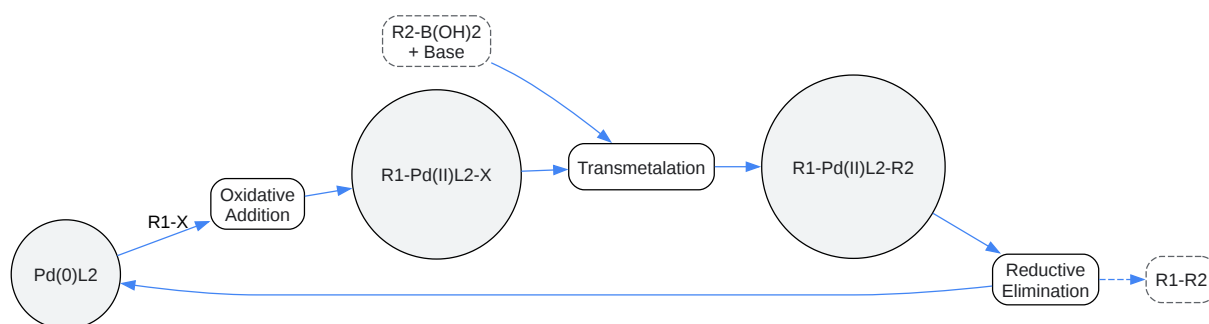 R2-B(OH)2
+ Base
R1-Pd(II)L2-X
Transmetalation
R1-Pd(II)L2-R2
Oxidative
Addition
R1-X
Pd(0)L2
Reductive
Elimination
R1-R2